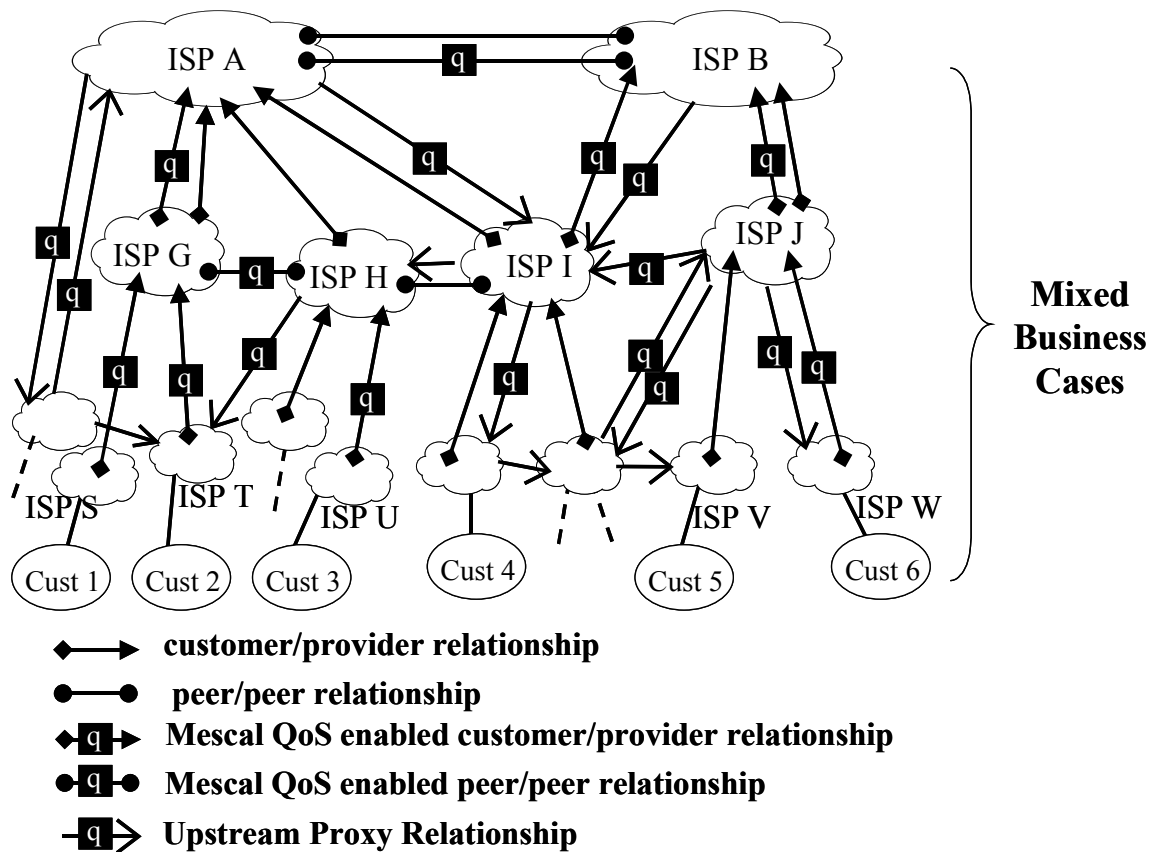 ISP A
ISP B
q
q
q
q
q
q
q
q
ISP G
ISP H
ISP I
ISP J
q
q
Mixed
Business
Cases
q
q
q
q
q
q
q
q
q
q
ISP S
ISP T
ISP U
ISP V
ISP W
Cust 1
Cust 2
Cust 3
Cust 4
Cust 5
Cust 6
customer/provider relationship
peer/peer relationship
q Mescal QoS enabled customer/provider relationship
q Mescal QoS enabled peer/peer relationship
q Upstream Proxy Relationship